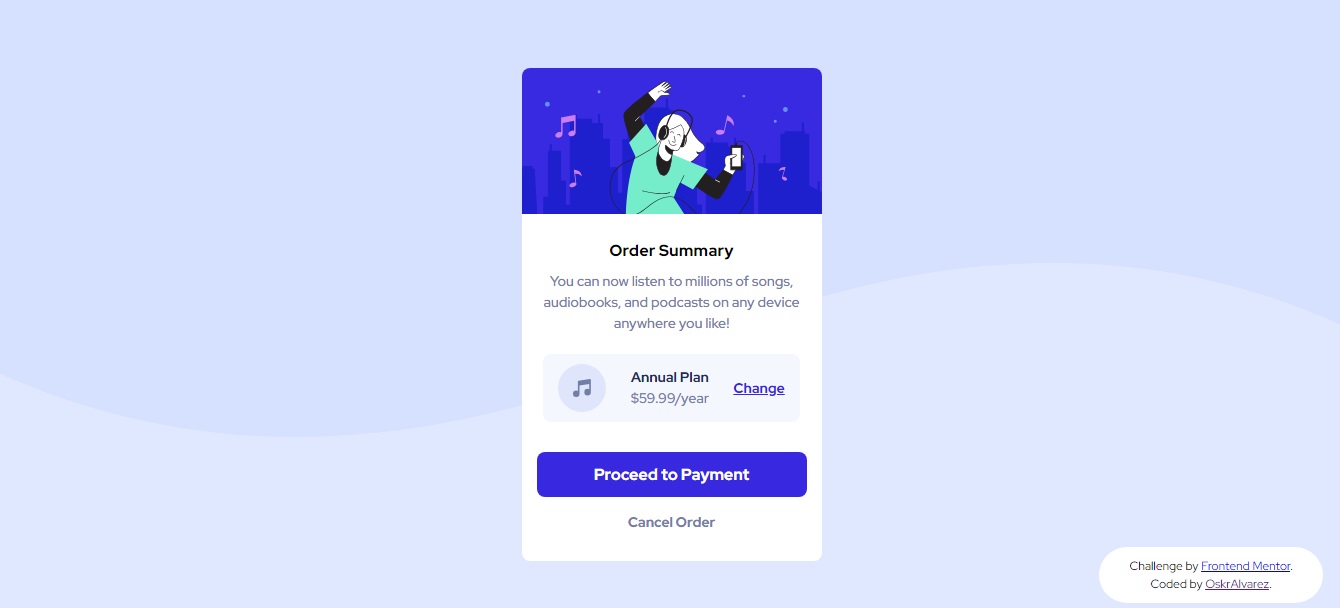 Order Summary
You can now listen to millions of songs,
audiobooks, and podcasts on any device
anywhere you like!
Annual Plan
$59.99/year
Change
Proceed to Payment
Cancel Order
Challenge by Frontend Mentor.
Coded by OskrAlvarez.